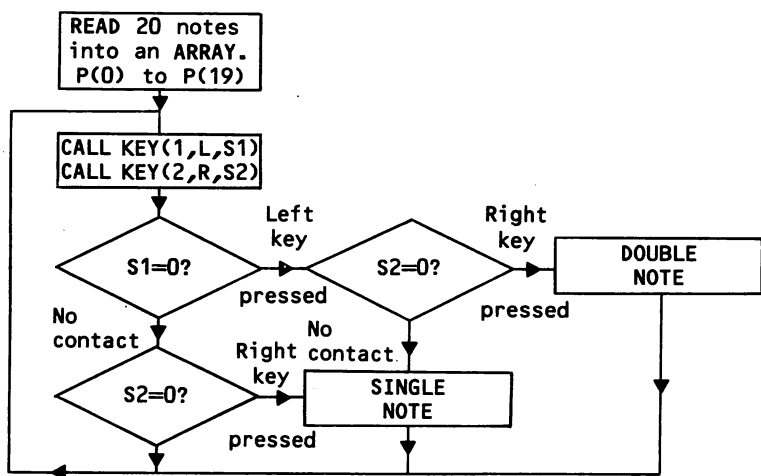 READ 20 notes
into an ARRAY.
P(0) to P(19)
CALL KEY(1,L,S1)
CALL KEY(2,R,S2)
S1=0?
Left
key
pressed
S2=0?
Right
key
pressed
DOUBLE
NOTE
No
contact
No
contact
S2=0?
Right
key
pressed
SINGLE
NOTE